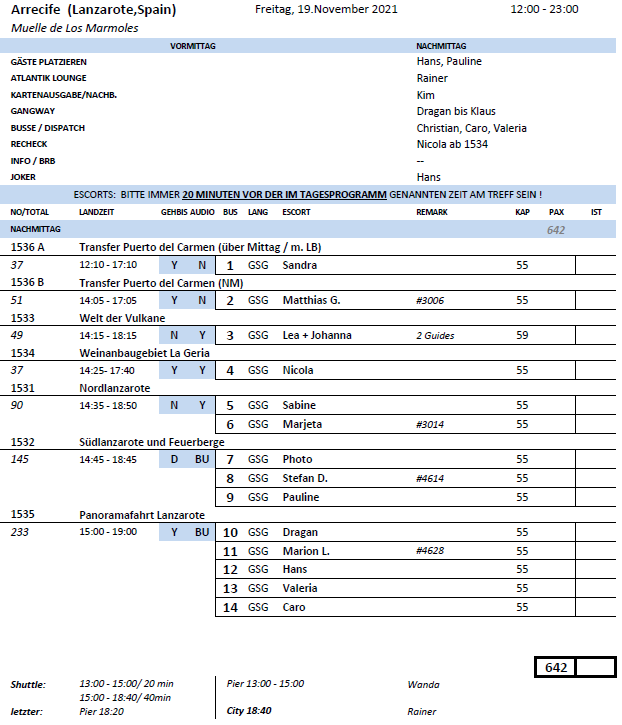 Arrecife (Lanzarote,Spain) Freitag, 19.November 2021 12:00 - 23:00
Muelle de Los Marmoles
VORMITTAG NACHMITTAG
GÄSTE PLATZIEREN Hans, Pauline
ATLANTIK LOUNGE Rainer
KARTENAUSGABE/NACHB. Kim
GANGWAY Dragan bis Klaus
BUSSE / DISPATCH Christian, Caro, Valeria
RECHECK Nicola ab 1534
INFO / BRB --
JOKER Hans
ESCORTS: BITTE IMMER 20 MINUTEN VOR DER IM TAGESPROGRAMM GENANNTEN ZEIT AM TREFF SEIN !
NO/TOTAL LANDZEIT GEHBIS AUDIO BUS LANG ESCORT REMARK KAP PAX IST
NACHMITTAG 642
1536 A Transfer Puerto del Carmen (über Mittag / m. LB)
37 12:10 - 17:10 Y N 1 GSG Sandra 55
1536 B Transfer Puerto del Carmen (NM)
51 14:05 - 17:05 Y N 2 GSG Matthias G. #3006 55
1533 Welt der Vulkane
49 14:15 - 18:15 N Y 3 GSG Lea + Johanna 2 Guides 59
1534 Weinanbaugebiet La Geria
37 14:25- 17:40 Y Y 4 GSG Nicola 55
1531 Nordlanzarote
90 14:35 - 18:50 N Y 5 GSG Sabine 55
6 GSG Marjeta #3014 55
1532 Südlanzarote und Feuerberge
145 14:45 - 18:45 D BU 7 GSG Photo 55
8 GSG Stefan D. #4614 55
9 GSG Pauline 55
1535 Panoramafahrt Lanzarote
233 15:00 - 19:00 Y BU 10 GSG Dragan 55
11 GSG Marion L. #4628 55
12 GSG Hans 55
13 GSG Valeria 55
14 GSG Caro 55
642
Shuttle: 13:00 - 15:00/ 20 min Pier 13:00 - 15:00 Wanda
15:00 - 18:40/ 40min
letzter: Pier 18:20 City 18:40 Rainer